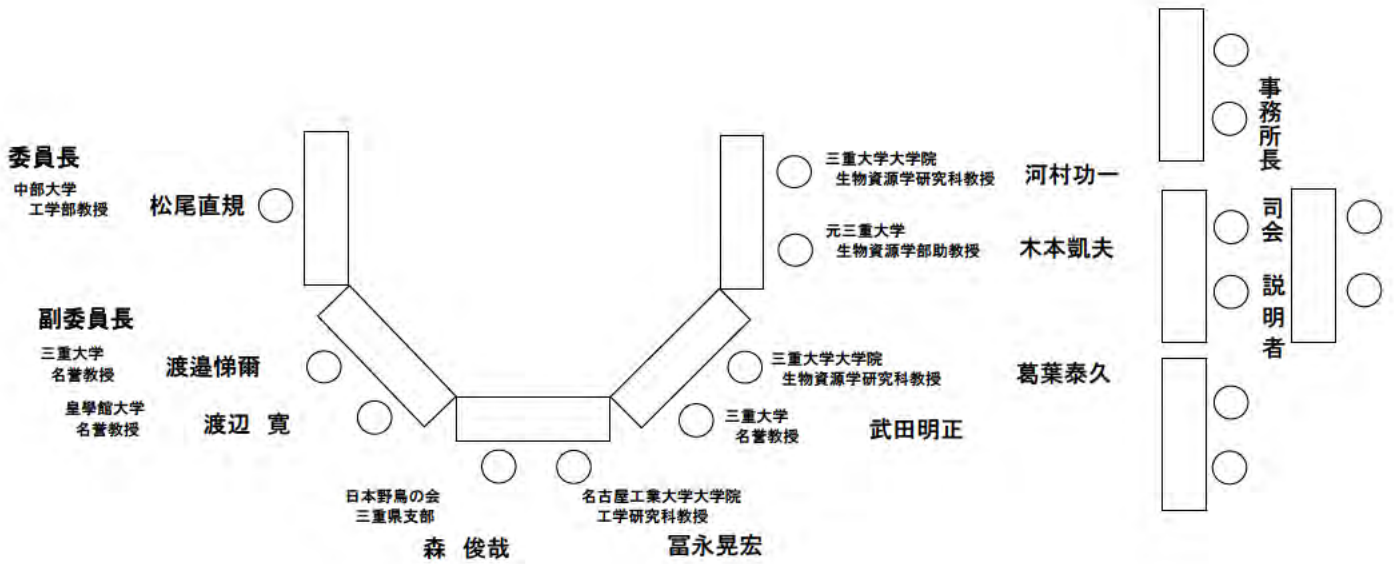 委員長
中部大学
工学部教授
松尾直規
副委員長
三重大学
名誉教授
渡邉悌爾
皇學館大学
名誉教授
渡辺 寛
日本野鳥の会
三重県支部
森 俊哉
名古屋工業大学大学院
工学研究科教授
冨永晃宏
三重大学
名誉教授
武田明正
三重大学大学院
生物資源学研究科教授
葛葉泰久
元三重大学
生物資源学部助教授
木本凱夫
三重大学大学院
生物資源学研究科教授
河村功一
事務所長
司会 説明者